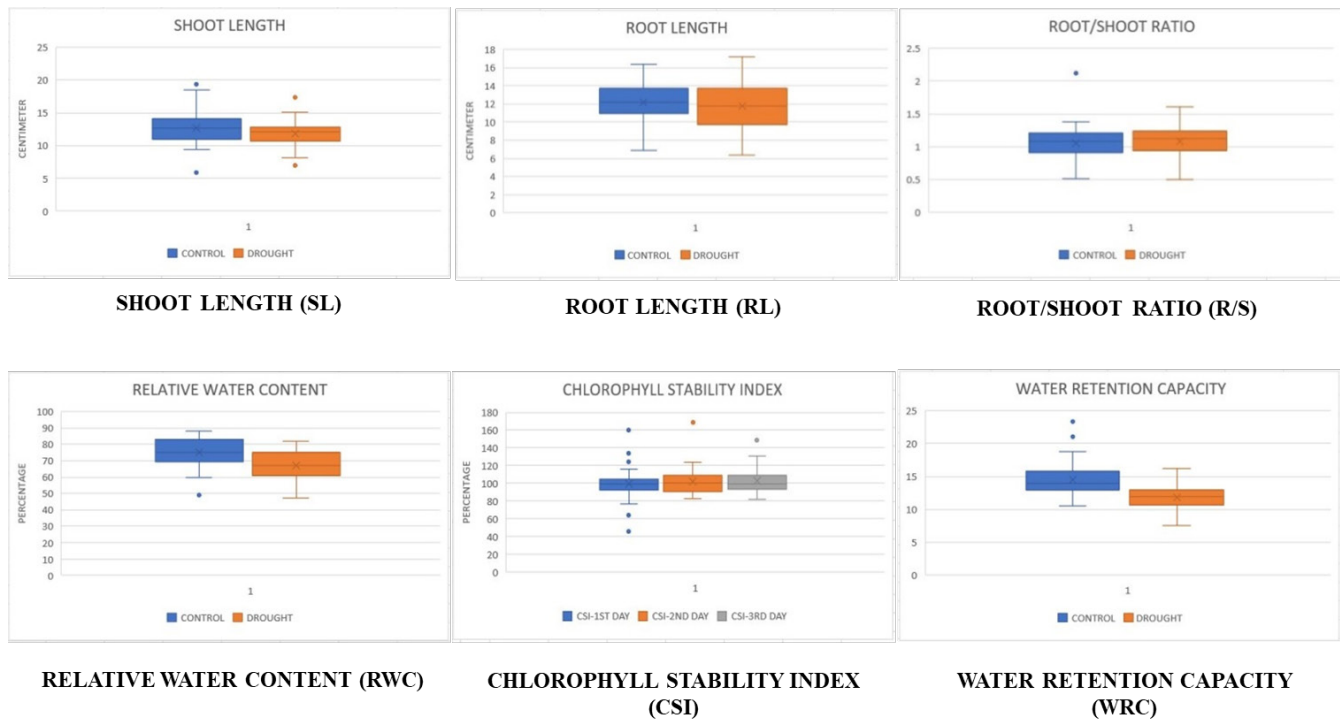 SHOOT LENGTH
25
20
15
10
5
0
CENTIMETER
1
CONTROL DROUGHT
SHOOT LENGTH (SL)
ROOT LENGTH
18
16
14
12
10
8
6
4
2
0
CENTIMETER
1
CONTROL DROUGHT
ROOT LENGTH (RL)
ROOT/SHOOT RATIO
2.5
2
1.5
1
0.5
0
1
CONTROL DROUGHT
ROOT/SHOOT RATIO (R/S)
RELATIVE WATER CONTENT
100
90
80
70
60
50
40
30
20
10
0
PERCENTAGE
1
CONTROL DROUGHT
RELATIVE WATER CONTENT (RWC)
CHLOROPHYLL STABILITY INDEX
180
160
140
120
100
80
60
40
20
0
PERCENTAGE
1
CSI-1ST DAY CSI-2ND DAY CSI-3RD DAY
CHLOROPHYLL STABILITY INDEX
(CSI)
WATER RETENTION CAPACITY
25
20
15
10
5
0
1
CONTROL DROUGHT
WATER RETENTION CAPACITY
(WRC)